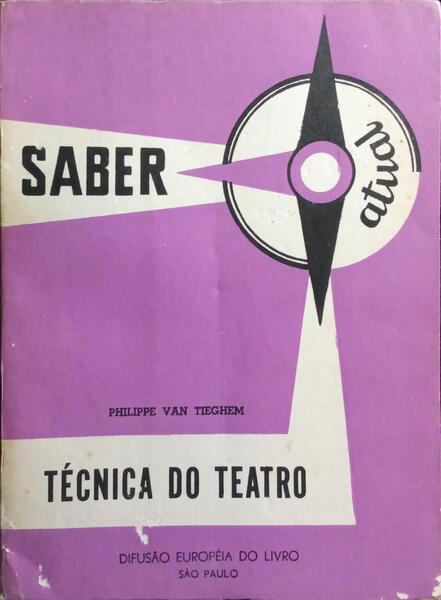 SABER
atual
PHILIPPE VAN TIEGHEM
TÉCNICA DO TEATRO
DIFUSÃO EUROPÉIA DO LIVRO
SÃO PAULO